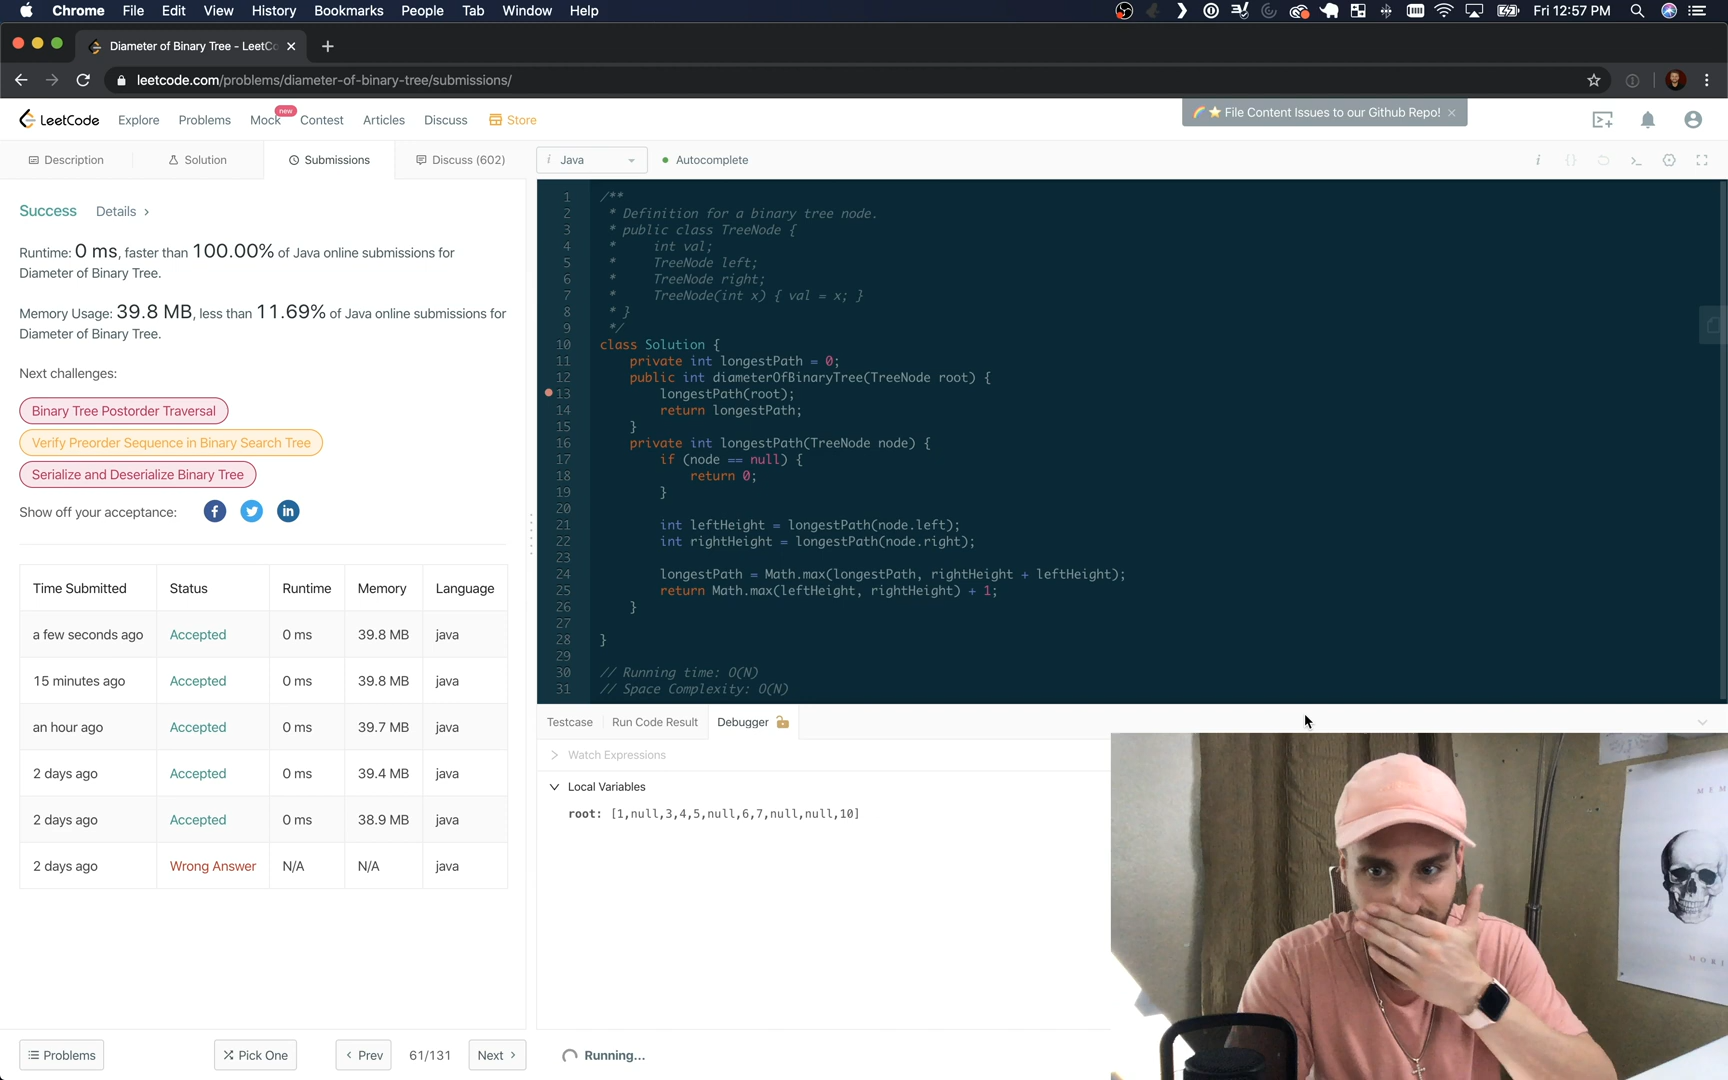 Chrome File Edit View History Bookmarks People Tab Window Help
Fri 12:57 PM
Diameter of Binary Tree - LeetCo
leetcode.com/problems/diameter-of-binary-tree/submissions/
LeetCode Explore Problems Mock new Contest Articles Discuss Store
🌈 ⭐ File Content Issues to our Github Repo! ×
Description Solution Submissions Discuss (602)
i Java Autocomplete
Success Details >
Runtime: 0 ms, faster than 100.00% of Java online submissions for
Diameter of Binary Tree.
Memory Usage: 39.8 MB, less than 11.69% of Java online submissions for
Diameter of Binary Tree.
Next challenges:
Binary Tree Postorder Traversal
Verify Preorder Sequence in Binary Search Tree
Serialize and Deserialize Binary Tree
Show off your acceptance:
Time Submitted Status Runtime Memory Language
a few seconds ago Accepted 0 ms 39.8 MB java
15 minutes ago Accepted 0 ms 39.8 MB java
an hour ago Accepted 0 ms 39.7 MB java
2 days ago Accepted 0 ms 39.4 MB java
2 days ago Accepted 0 ms 38.9 MB java
2 days ago Wrong Answer N/A N/A java
Problems Pick One < Prev 61/131 Next >
1 /**
2 * Definition for a binary tree node.
3 * public class TreeNode {
4 * int val;
5 * TreeNode left;
6 * TreeNode right;
7 * TreeNode(int x) { val = x; }
8 * }
9 */
10 class Solution {
11 private int longestPath = 0;
12 public int diameterOfBinaryTree(TreeNode root) {
13 longestPath(root);
14 return longestPath;
15 }
16 private int longestPath(TreeNode node) {
17 if (node == null) {
18 return 0;
19 }
20
21 int leftHeight = longestPath(node.left);
22 int rightHeight = longestPath(node.right);
23
24 longestPath = Math.max(longestPath, rightHeight + leftHeight);
25 return Math.max(leftHeight, rightHeight) + 1;
26 }
27
28 }
29
30 // Running time: O(N)
31 // Space Complexity: O(N)
Testcase Run Code Result Debugger
Watch Expressions
Local Variables
root: [1,null,3,4,5,null,6,7,null,null,10]
Running...